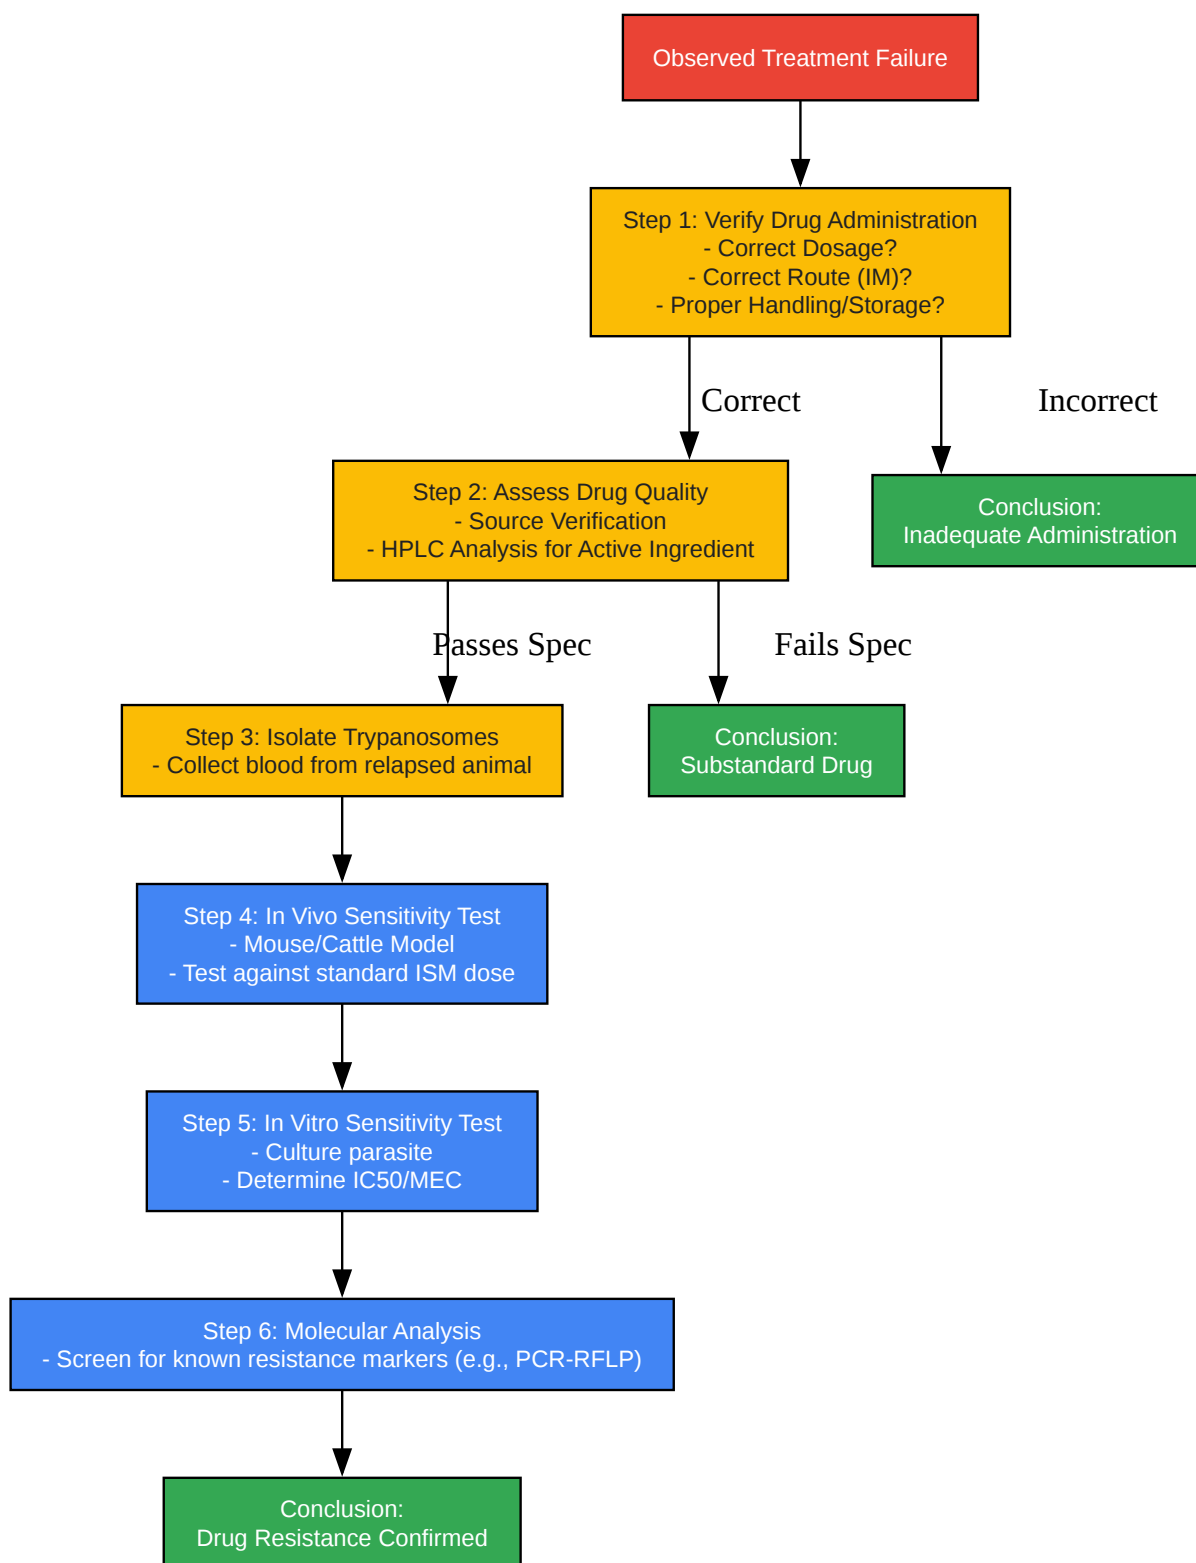 Observed Treatment Failure
Step 1: Verify Drug Administration
- Correct Dosage?
- Correct Route (IM)?
- Proper Handling/Storage?
Correct
Incorrect
Step 2: Assess Drug Quality
- Source Verification
- HPLC Analysis for Active Ingredient
Conclusion:
Inadequate Administration
Passes Spec
Fails Spec
Step 3: Isolate Trypanosomes
- Collect blood from relapsed animal
Conclusion:
Substandard Drug
Step 4: In Vivo Sensitivity Test
- Mouse/Cattle Model
- Test against standard ISM dose
Step 5: In Vitro Sensitivity Test
- Culture parasite
- Determine IC50/MEC
Step 6: Molecular Analysis
- Screen for known resistance markers (e.g., PCR-RFLP)
Conclusion:
Drug Resistance Confirmed